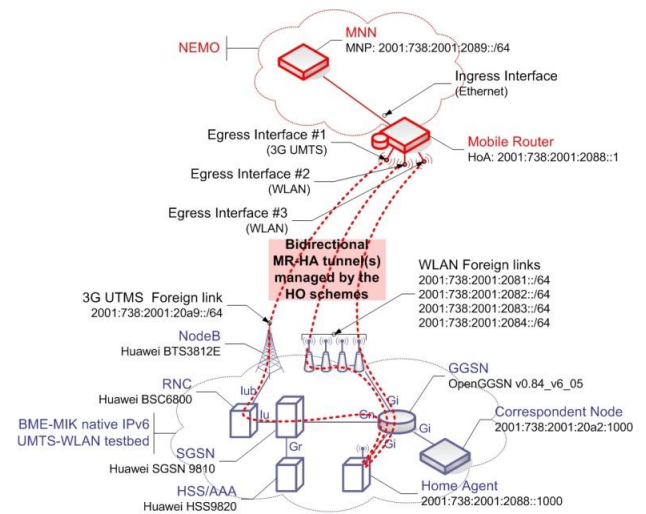 MNN
MNP: 2001:738:2001:2089::/64
NEMO
Ingress Interface
(Ethernet)
Egress Interface #1
(3G UMTS)
Mobile Router
HoA: 2001:738:2001:2088::1
Egress Interface #2
(WLAN)
Egress Interface #3
(WLAN)
Bidirectional
MR-HA tunnel(s)
managed by the
HO schemes
WLAN Foreign links
2001:738:2001:2081::/64
2001:738:2001:2082::/64
2001:738:2001:2083::/64
2001:738:2001:2084::/64
3G UTMS Foreign link
2001:738:2001:20a9::/64
NodeB
Huawei BTS3812E
GGSN
OpenGGSN v0.84_v6_05
RNC
Huawei BSC6800
Iub
Gi
Iu
Gn
Gi
Gi
Correspondent Node
2001:738:2001:20a2:1000
BME-MIK native IPv6
UMTS-WLAN testbed
SGSN
Huawei SGSN 9810
Gr
HSS/AAA
Huawei HSS9820
Home Agent
2001:738:2001:2088::1000